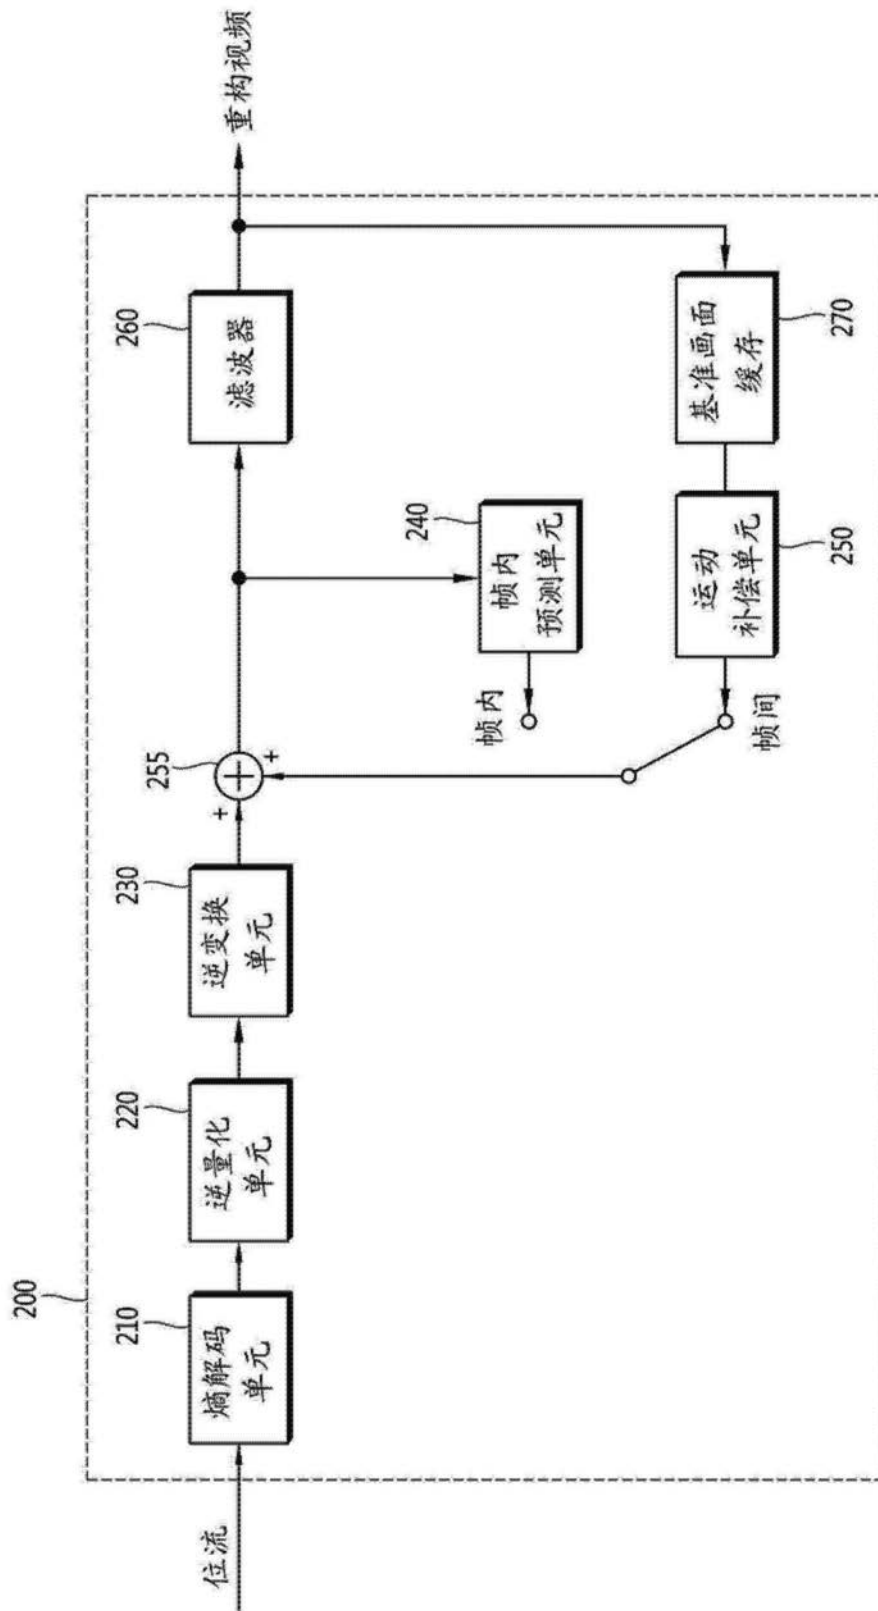 200
位流
210
熵解码
单元
220
逆量化
单元
230
逆变换
单元
+
255
+
260
滤波器
重构视频
240
帧内
预测单元
帧内
帧间
运动
补偿单元
250
基准画面
缓存
270